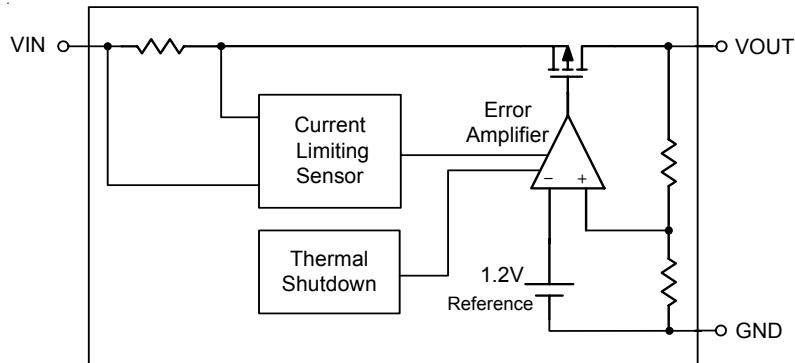 VIN
VOUT
Error
Amplifier
Current
Limiting
Sensor
− +
Thermal
Shutdown
1.2V
Reference
GND